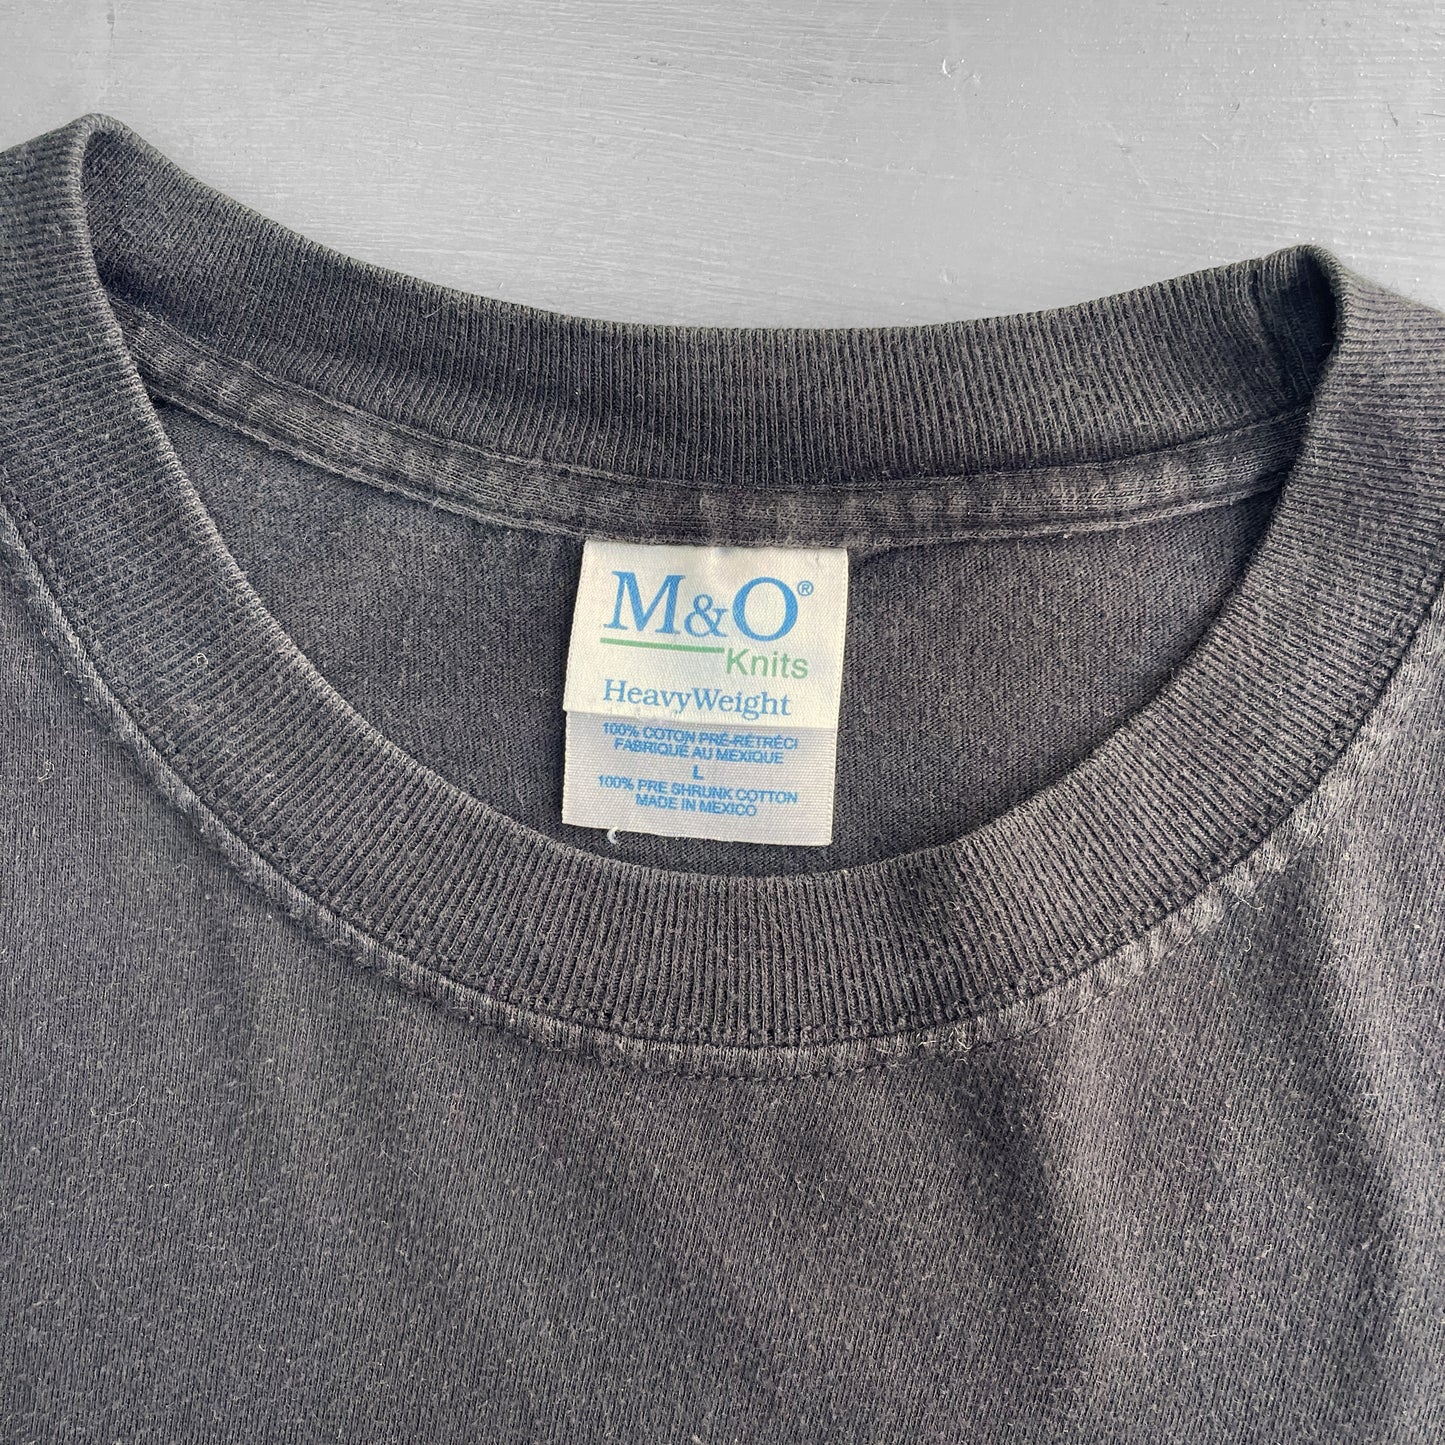 M&O®
Knits
HeavyWeight
100% COTON PRÉ-RÉTRÉCI
FABRIQUÉ AU MEXIQUE
L
100% PRE SHRUNK COTTON
MADE IN MEXICO